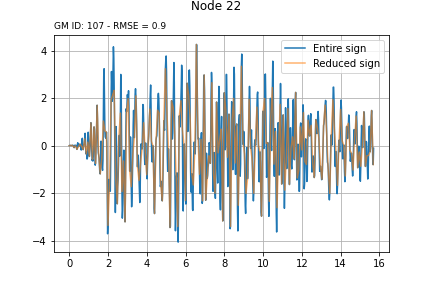 Node 22
GM ID: 107 - RMSE = 0.9
Entire sign
Reduced sign
4
2
0
−2
−4
0 2 4 6 8 10 12 14 16